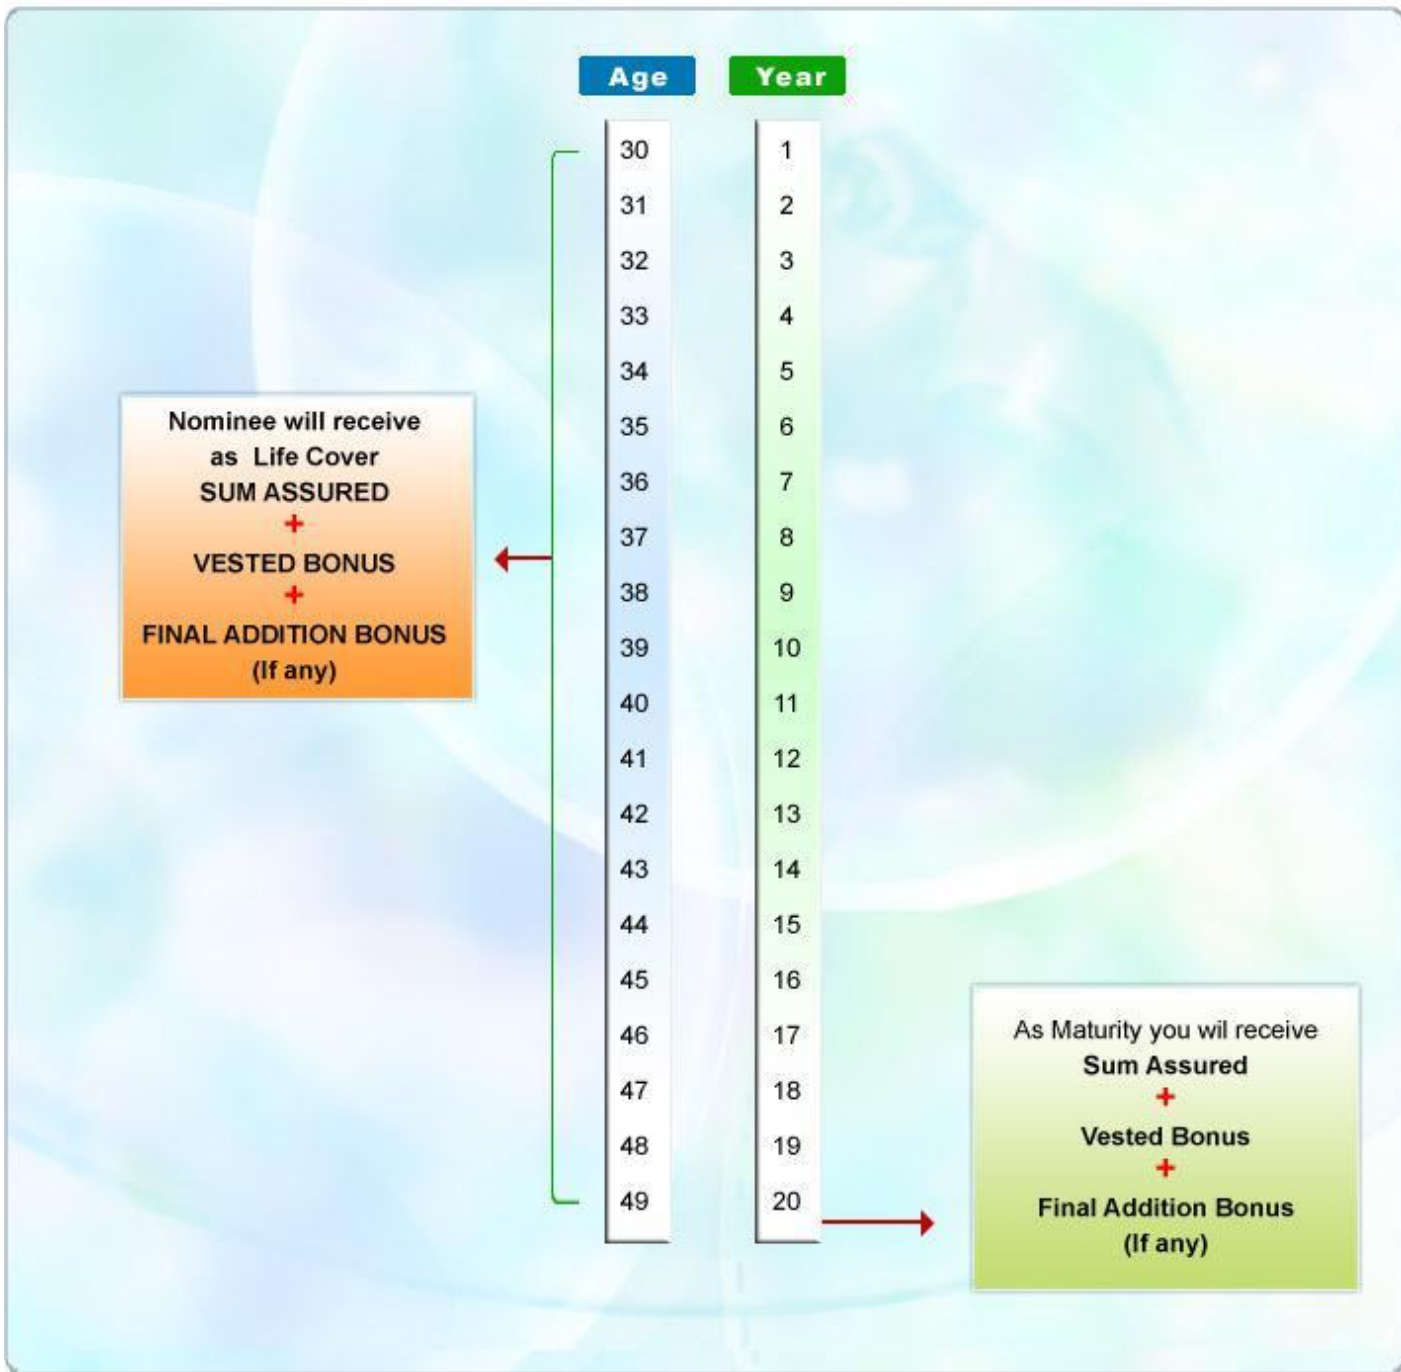 Age Year
30 1
31 2
32 3
33 4
34 5
35 6
36 7
37 8
38 9
39 10
40 11
41 12
42 13
43 14
44 15
45 16
46 17
47 18
48 19
49 20
Nominee will receive
as Life Cover
SUM ASSURED
+
VESTED BONUS
+
FINAL ADDITION BONUS
(If any)
As Maturity you wil receive
Sum Assured
+
Vested Bonus
+
Final Addition Bonus
(If any)